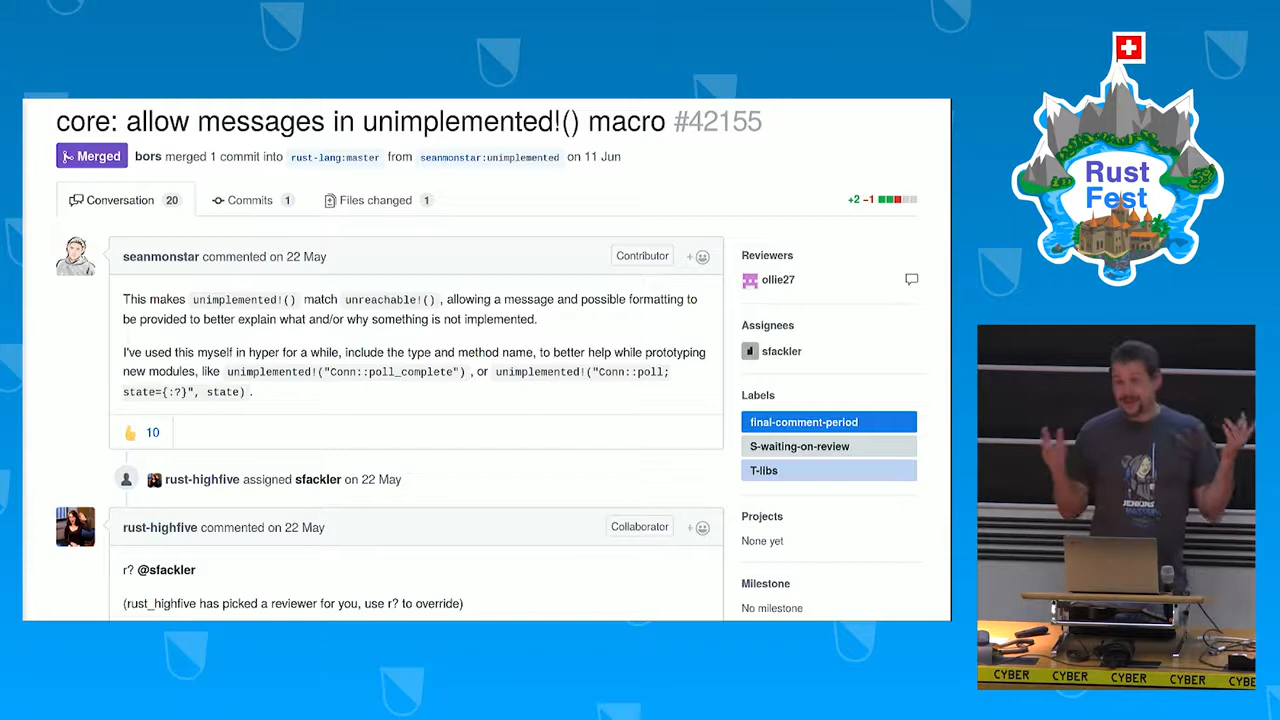 core: allow messages in unimplemented!() macro #42155
Merged bors merged 1 commit into rust-lang:master from seanmonstar:unimplemented on 11 Jun
Conversation 20 Commits 1 Files changed 1 +2 −1
seanmonstar commented on 22 May Contributor +
This makes unimplemented!() match unreachable!() , allowing a message and possible formatting to
be provided to better explain what and/or why something is not implemented.
I've used this myself in hyper for a while, include the type and method name, to better help while prototyping
new modules, like unimplemented!("Conn::poll_complete") , or unimplemented!("Conn::poll;
state={:?}", state) .
10
rust-highfive assigned sfackler on 22 May
rust-highfive commented on 22 May Collaborator +
r? @sfackler
(rust_highfive has picked a reviewer for you, use r? to override)
Reviewers
ollie27
Assignees
sfackler
Labels
final-comment-period
S-waiting-on-review
T-libs
Projects
None yet
Milestone
No milestone
Rust
Fest
JENKINS
CYBER CYBER CYBER CYBER CYBE